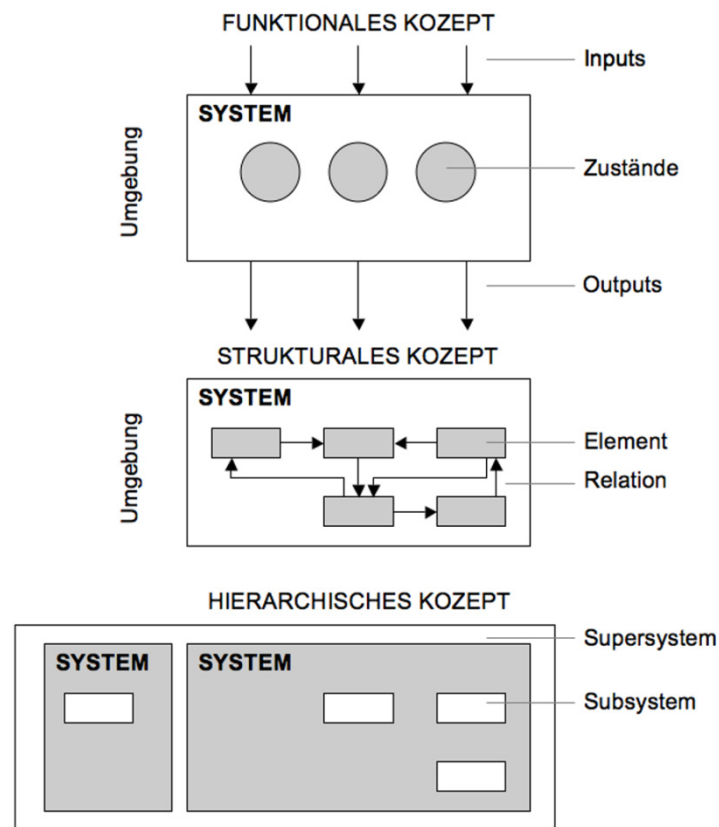 FUNKTIONALES KOZEPT
Inputs
SYSTEM
Umgebung
Zustände
Outputs
STRUKTURALES KOZEPT
SYSTEM
Umgebung
Element
Relation
HIERARCHISCHES KOZEPT
Supersystem
SYSTEM
SYSTEM
Subsystem